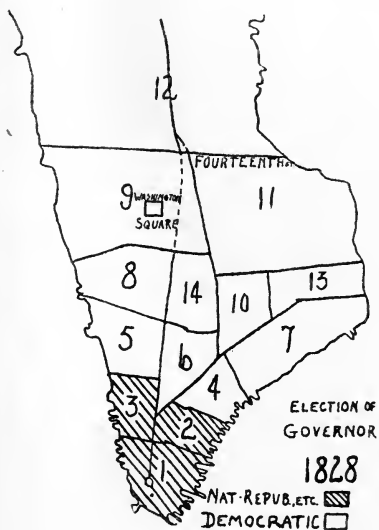 12
FOURTEENTH ST.
9 WASHINGTON
SQUARE
11
8
14
10
13
5
6
7
3
2
4
1
ELECTION OF
GOVERNOR
1828
NAT-REPUB., ETC.
DEMOCRATIC